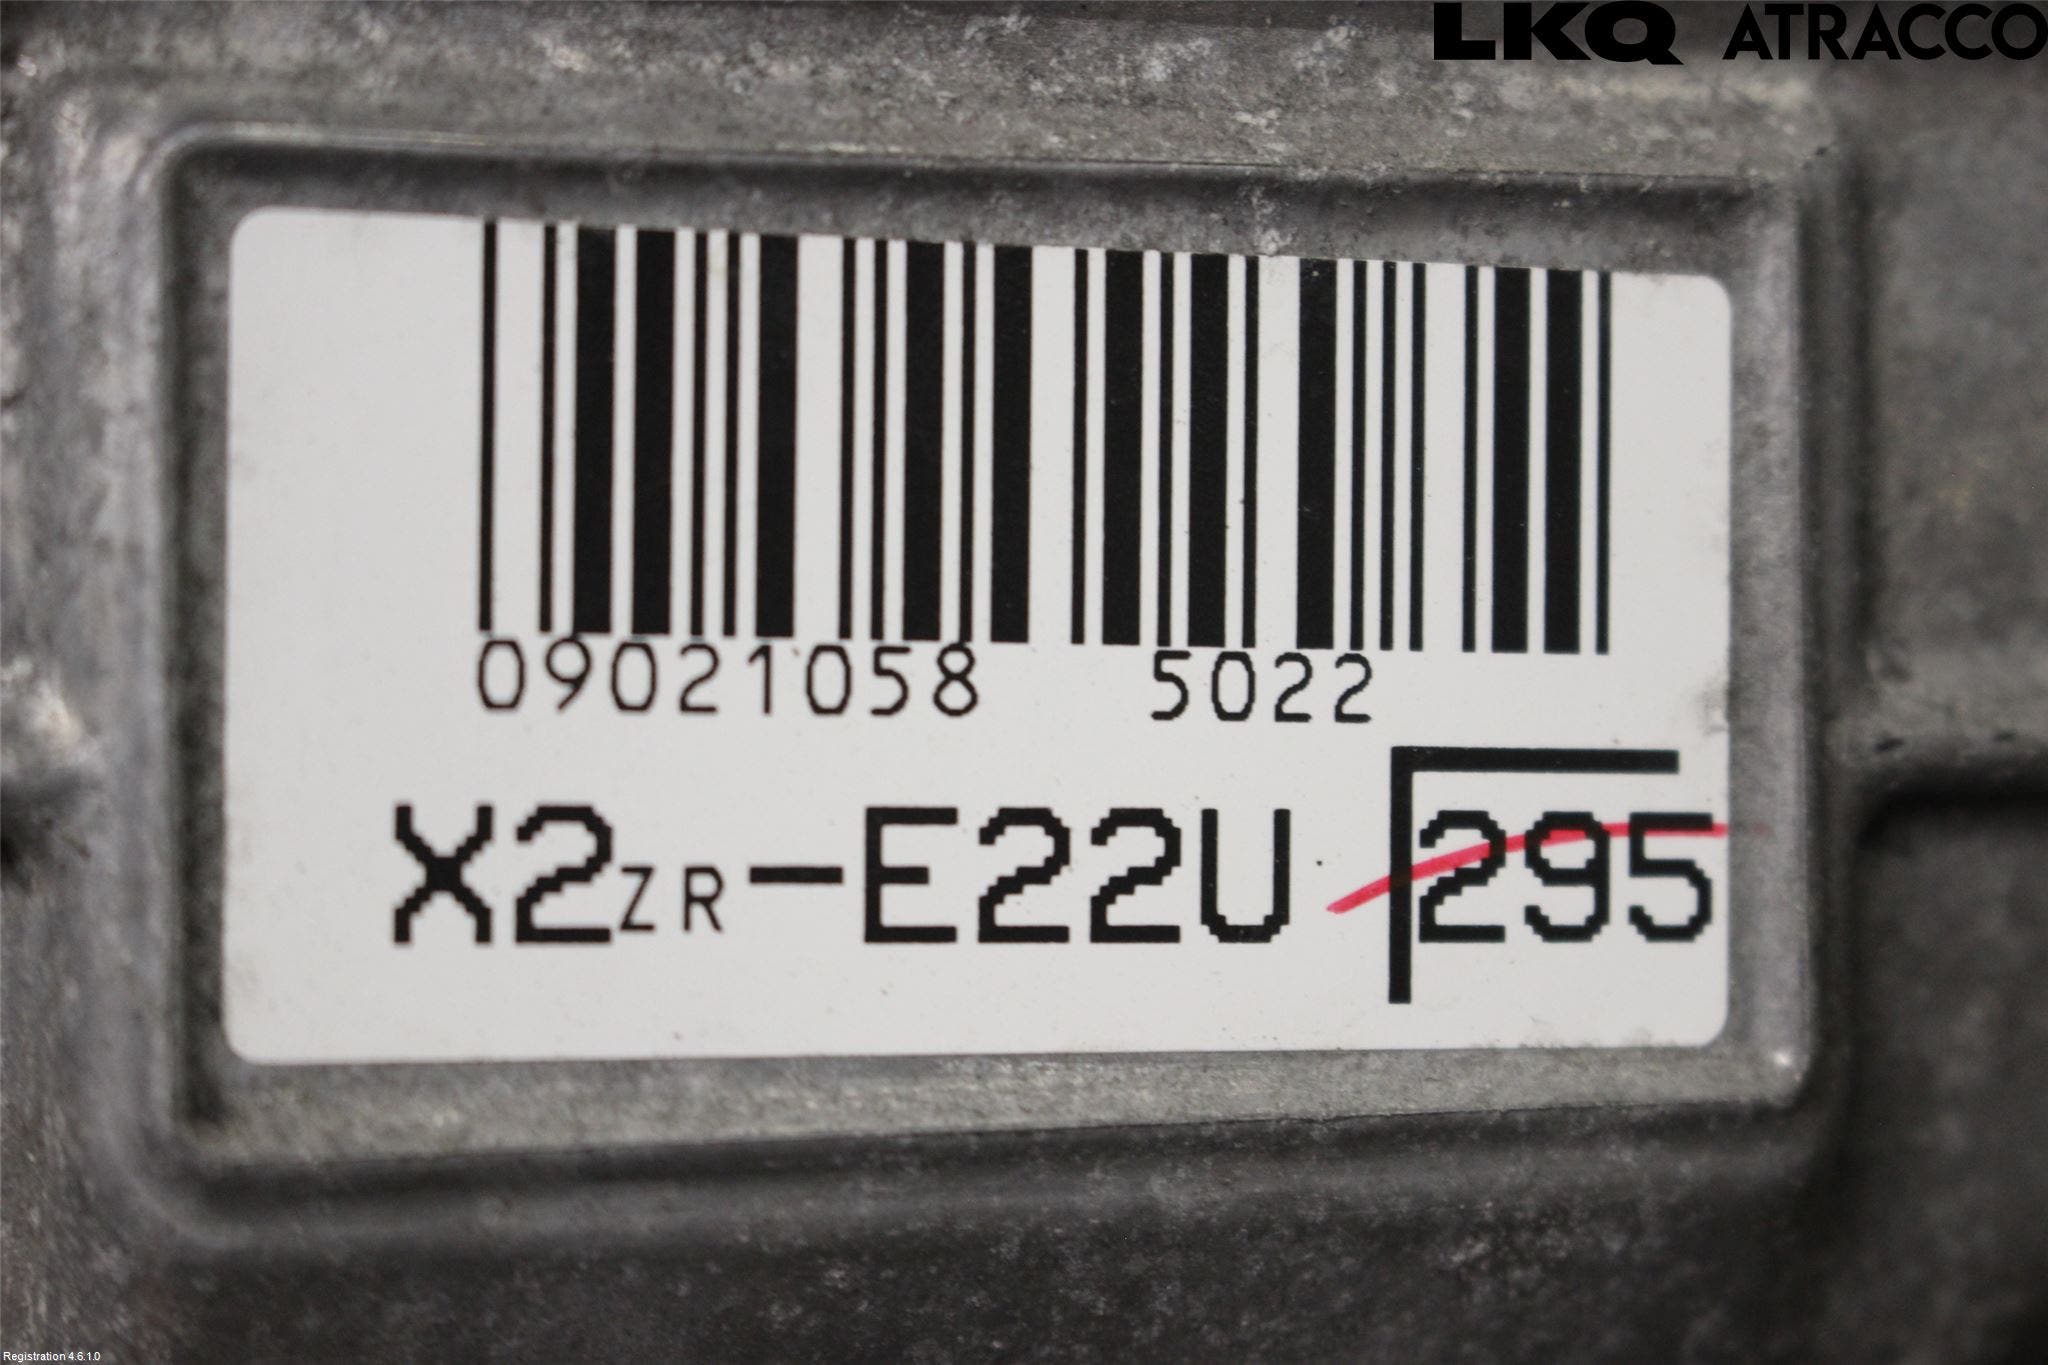 LKQ ATRACCO
09021058 5022
X2ZR-E22U 295
Registration 4.6.1.0